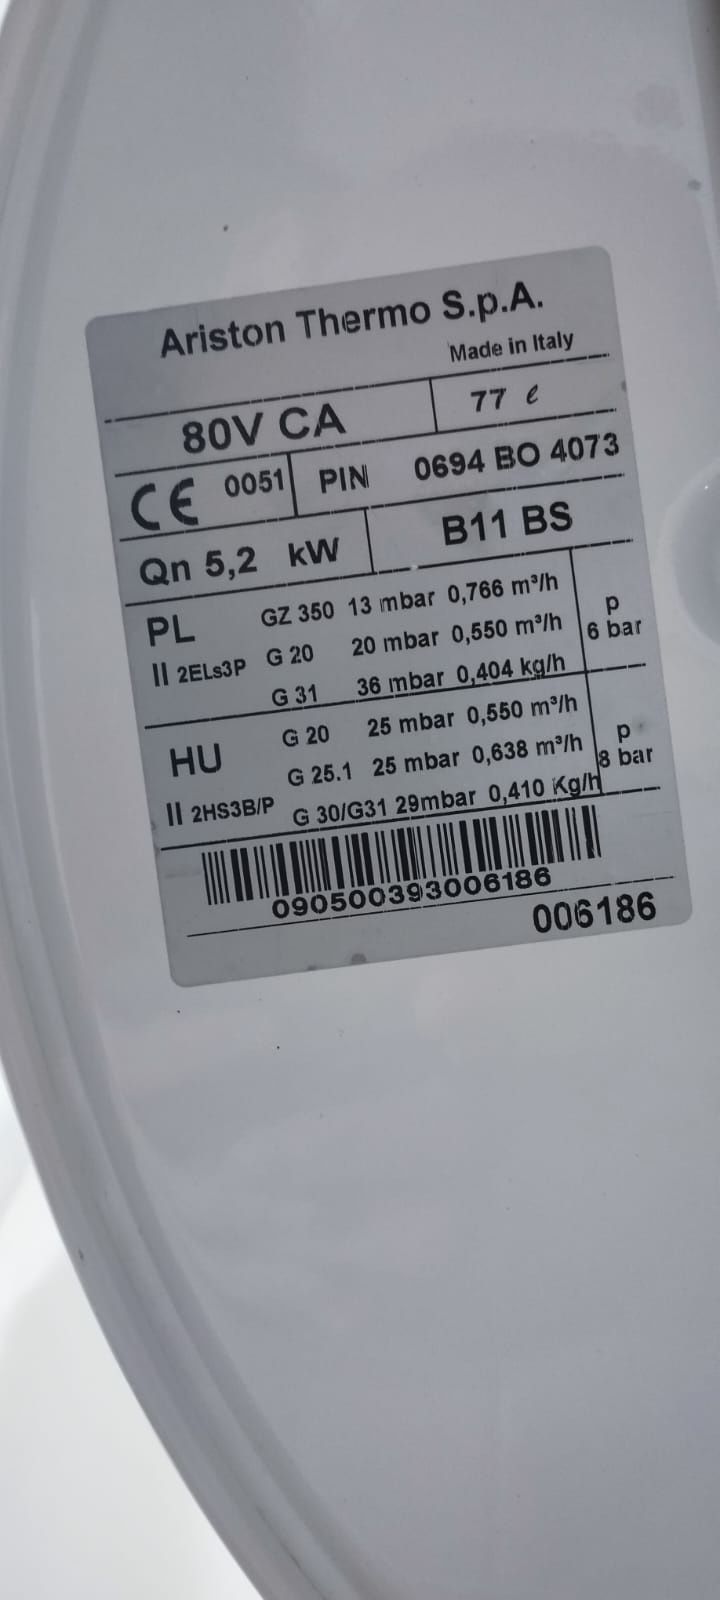 Ariston Thermo S.p.A.
Made in Italy
80V CA 77 ℓ
CE 0051 PIN 0694 BO 4073
Qn 5,2 kW B11 BS
PL GZ 350 13 mbar 0,766 m³/h
II 2ELs3P G 20 20 mbar 0,550 m³/h p 6 bar
G 31 36 mbar 0,404 kg/h
HU G 20 25 mbar 0,550 m³/h
G 25.1 25 mbar 0,638 m³/h p 8 bar
II 2HS3B/P G 30/G31 29mbar 0,410 Kg/h
090500393006186
006186